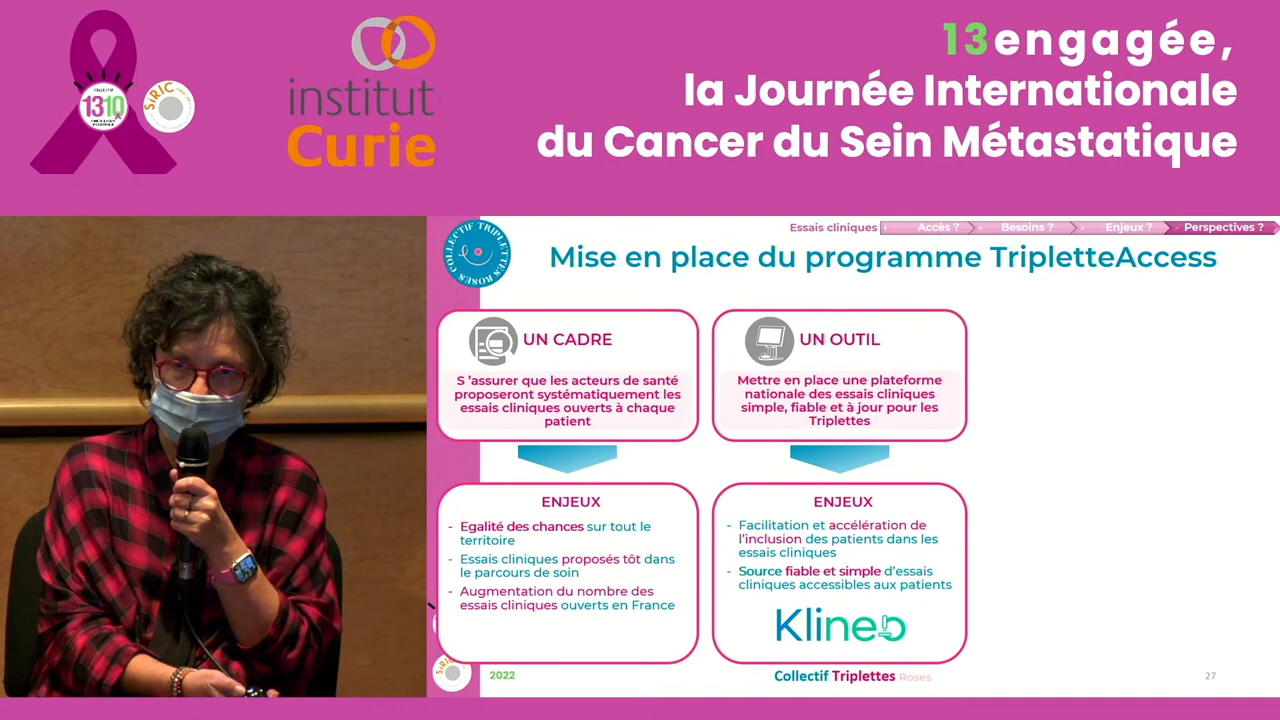 13engagée,
la Journée Internationale
du Cancer du Sein Métastatique
1310
SiRIC
institut
Curie
COLLECTIF TRIPLETTES ROSES
Essais cliniques
Accès ?
Besoins ?
Enjeux ?
Perspectives ?
Mise en place du programme TripletteAccess
UN CADRE
S 'assurer que les acteurs de santé
proposeront systématiquement les
essais cliniques ouverts à chaque
patient
UN OUTIL
Mettre en place une plateforme
nationale des essais cliniques
simple, fiable et à jour pour les
Triplettes
ENJEUX
- Egalité des chances sur tout le
territoire
- Essais cliniques proposés tôt dans
le parcours de soin
- Augmentation du nombre des
essais cliniques ouverts en France
ENJEUX
- Facilitation et accélération de
l'inclusion des patients dans les
essais cliniques
- Source fiable et simple d'essais
cliniques accessibles aux patients
Klineo
2022
Collectif Triplettes Roses
27